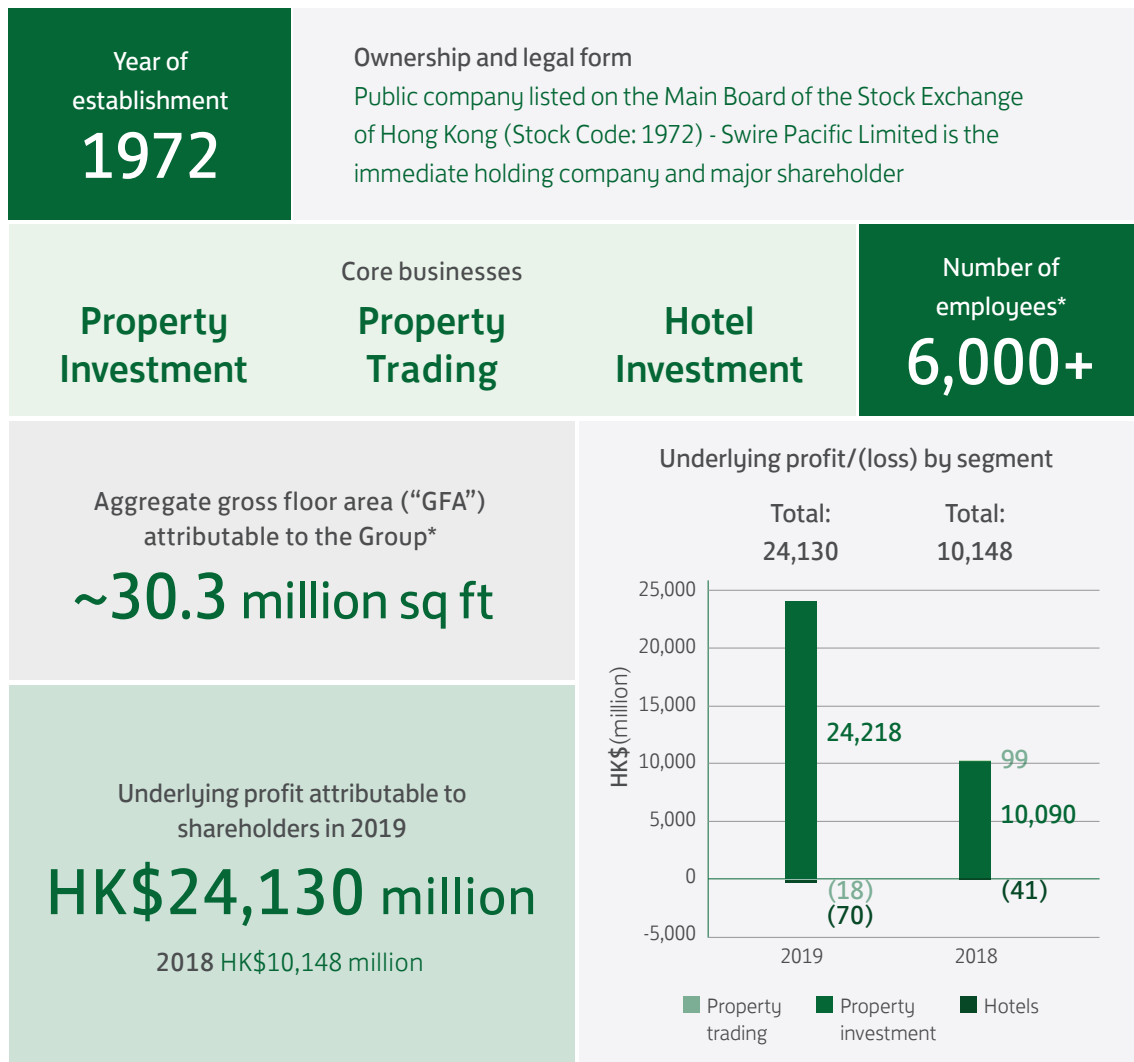 Year of
establishment
1972
Ownership and legal form
Public company listed on the Main Board of the Stock Exchange
of Hong Kong (Stock Code: 1972) - Swire Pacific Limited is the
immediate holding company and major shareholder
Core businesses
Property
Investment
Property
Trading
Hotel
Investment
Number of
employees*
6,000+
Aggregate gross floor area (“GFA”)
attributable to the Group*
~30.3 million sq ft
Underlying profit attributable to
shareholders in 2019
HK$24,130 million
2018 HK$10,148 million
Underlying profit/(loss) by segment
Total:
24,130
Total:
10,148
HK$(million)
25,000
20,000
15,000
10,000
5,000
0
-5,000
24,218
(18)
(70)
99
10,090
(41)
2019
2018
Property
trading
Property
investment
Hotels